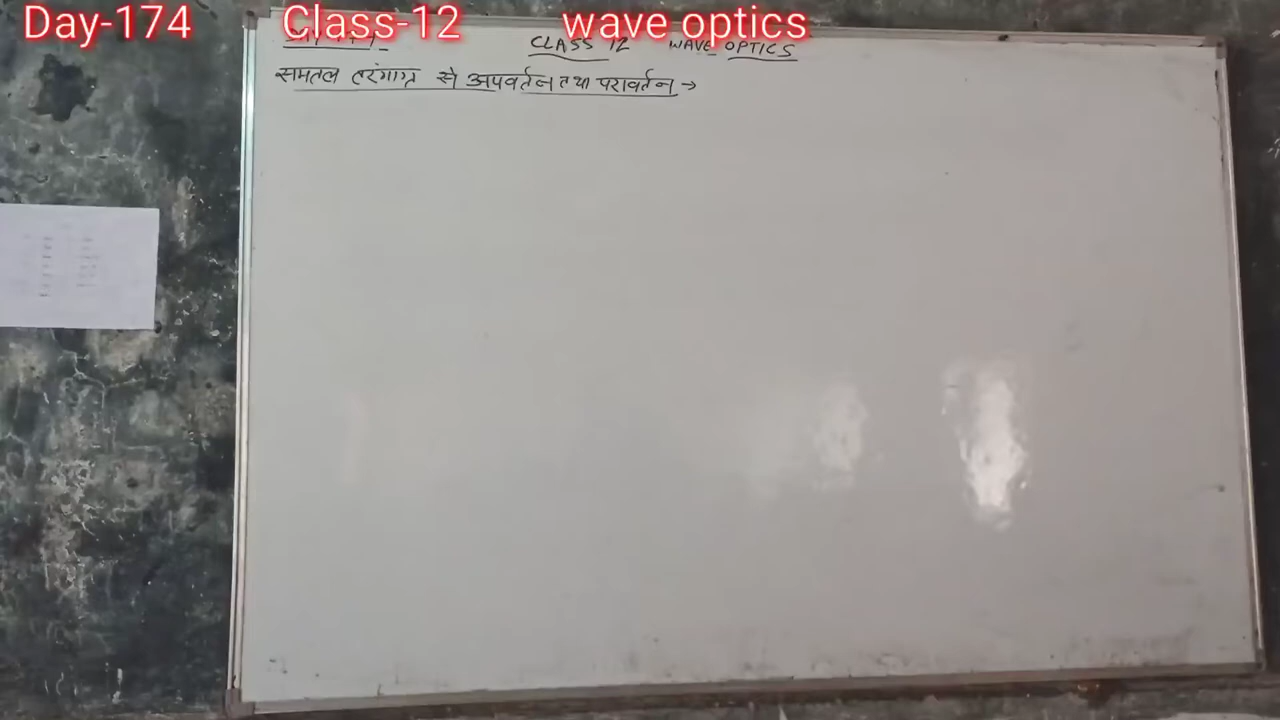 Day-174 Class-12 wave optics
CLASS 12 WAVE OPTICS
समतल तरंगाग्र से अपवर्तन तथा परावर्तन →